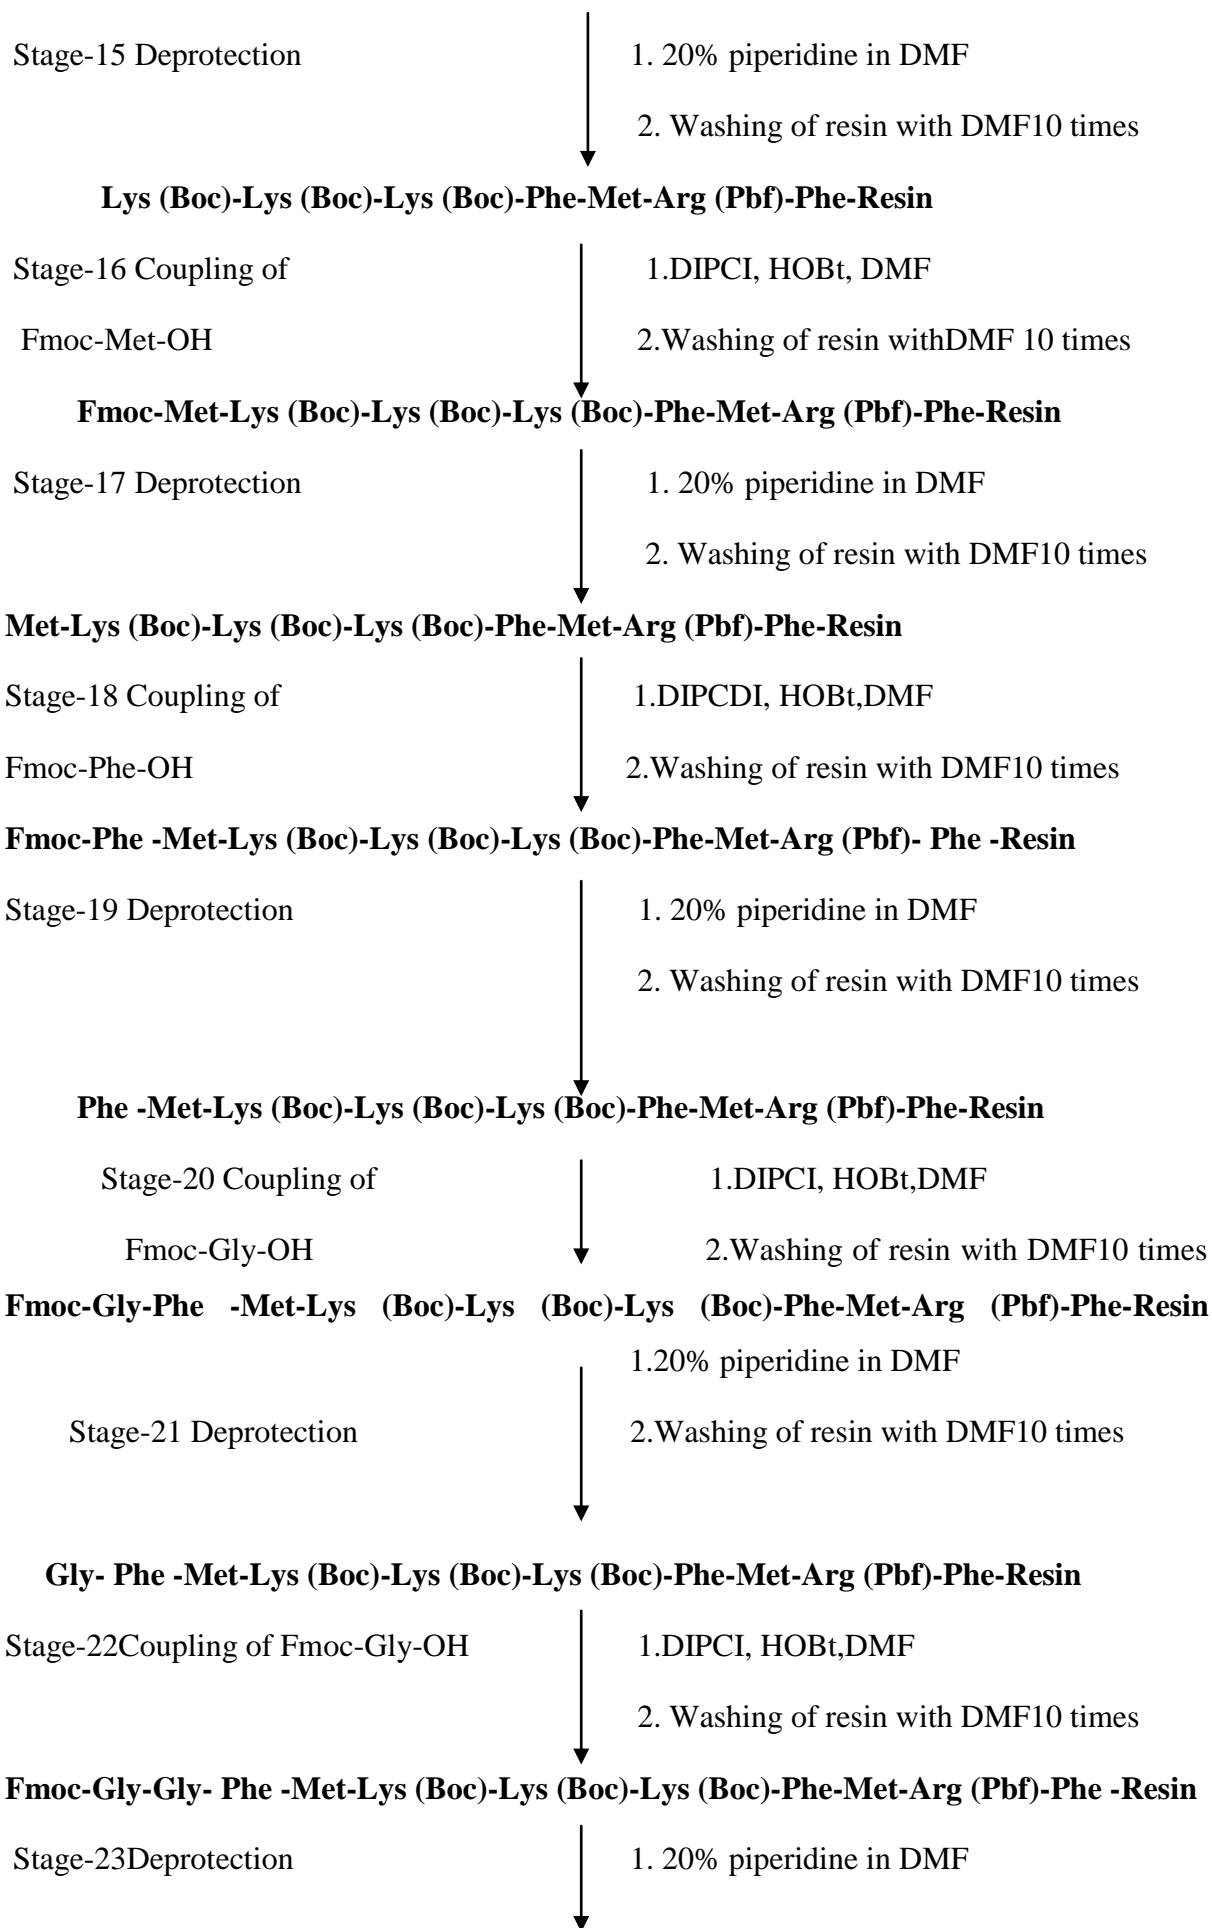 Stage-15 Deprotection 1. 20% piperidine in DMF
2. Washing of resin with DMF10 times
Lys (Boc)-Lys (Boc)-Lys (Boc)-Phe-Met-Arg (Pbf)-Phe-Resin
Stage-16 Coupling of 1.DIPCI, HOBt, DMF
Fmoc-Met-OH 2.Washing of resin withDMF 10 times
Fmoc-Met-Lys (Boc)-Lys (Boc)-Lys (Boc)-Phe-Met-Arg (Pbf)-Phe-Resin
Stage-17 Deprotection 1. 20% piperidine in DMF
2. Washing of resin with DMF10 times
Met-Lys (Boc)-Lys (Boc)-Lys (Boc)-Phe-Met-Arg (Pbf)-Phe-Resin
Stage-18 Coupling of 1.DIPCDI, HOBt,DMF
Fmoc-Phe-OH 2.Washing of resin with DMF10 times
Fmoc-Phe -Met-Lys (Boc)-Lys (Boc)-Lys (Boc)-Phe-Met-Arg (Pbf)- Phe -Resin
Stage-19 Deprotection 1. 20% piperidine in DMF
2. Washing of resin with DMF10 times
Phe -Met-Lys (Boc)-Lys (Boc)-Lys (Boc)-Phe-Met-Arg (Pbf)-Phe-Resin
Stage-20 Coupling of 1.DIPCI, HOBt,DMF
Fmoc-Gly-OH 2.Washing of resin with DMF10 times
Fmoc-Gly-Phe -Met-Lys (Boc)-Lys (Boc)-Lys (Boc)-Phe-Met-Arg (Pbf)-Phe-Resin
1.20% piperidine in DMF
Stage-21 Deprotection 2.Washing of resin with DMF10 times
Gly- Phe -Met-Lys (Boc)-Lys (Boc)-Lys (Boc)-Phe-Met-Arg (Pbf)-Phe-Resin
Stage-22Coupling of Fmoc-Gly-OH 1.DIPCI, HOBt,DMF
2. Washing of resin with DMF10 times
Fmoc-Gly-Gly- Phe -Met-Lys (Boc)-Lys (Boc)-Lys (Boc)-Phe-Met-Arg (Pbf)-Phe -Resin
Stage-23Deprotection 1. 20% piperidine in DMF